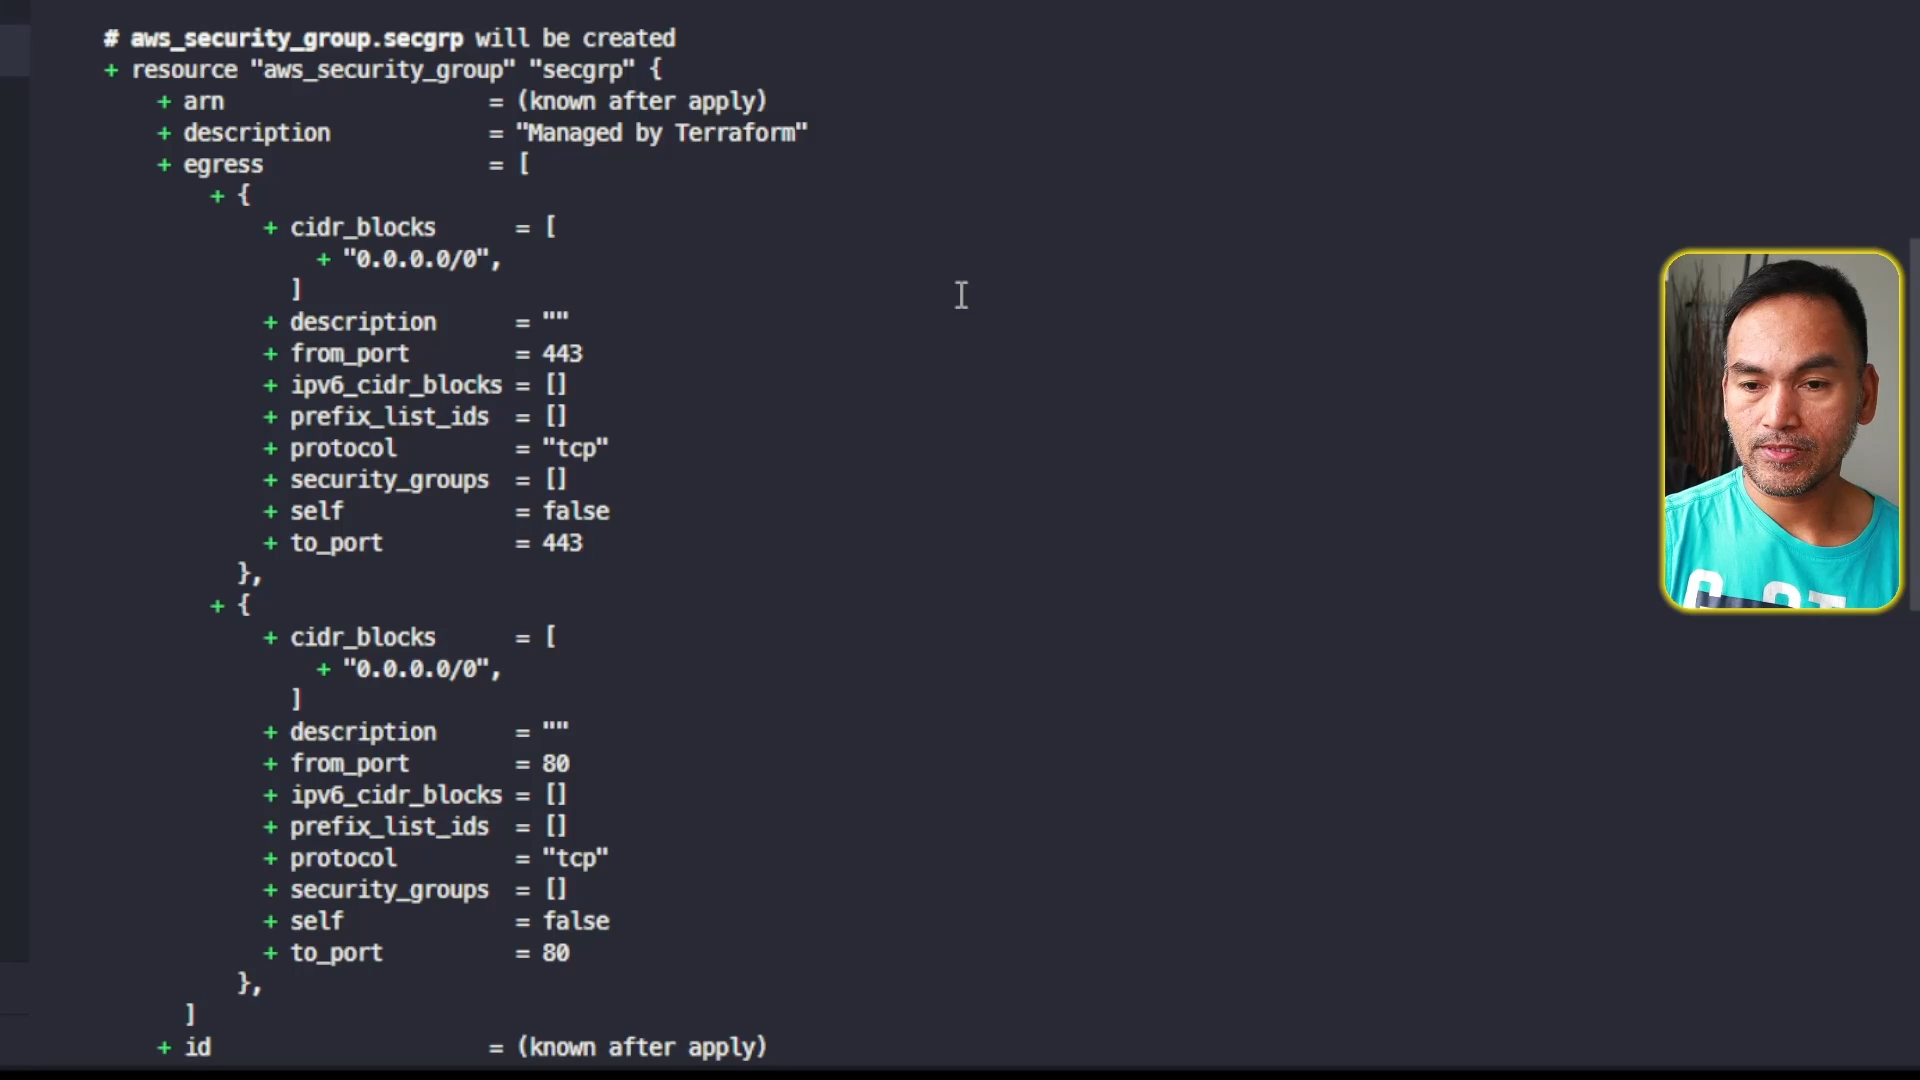 # aws_security_group.secgrp will be created
+ resource "aws_security_group" "secgrp" {
+ arn = (known after apply)
+ description = "Managed by Terraform"
+ egress = [
+ {
+ cidr_blocks = [
+ "0.0.0.0/0",
]
+ description = ""
+ from_port = 443
+ ipv6_cidr_blocks = []
+ prefix_list_ids = []
+ protocol = "tcp"
+ security_groups = []
+ self = false
+ to_port = 443
},
+ {
+ cidr_blocks = [
+ "0.0.0.0/0",
]
+ description = ""
+ from_port = 80
+ ipv6_cidr_blocks = []
+ prefix_list_ids = []
+ protocol = "tcp"
+ security_groups = []
+ self = false
+ to_port = 80
},
]
+ id = (known after apply)